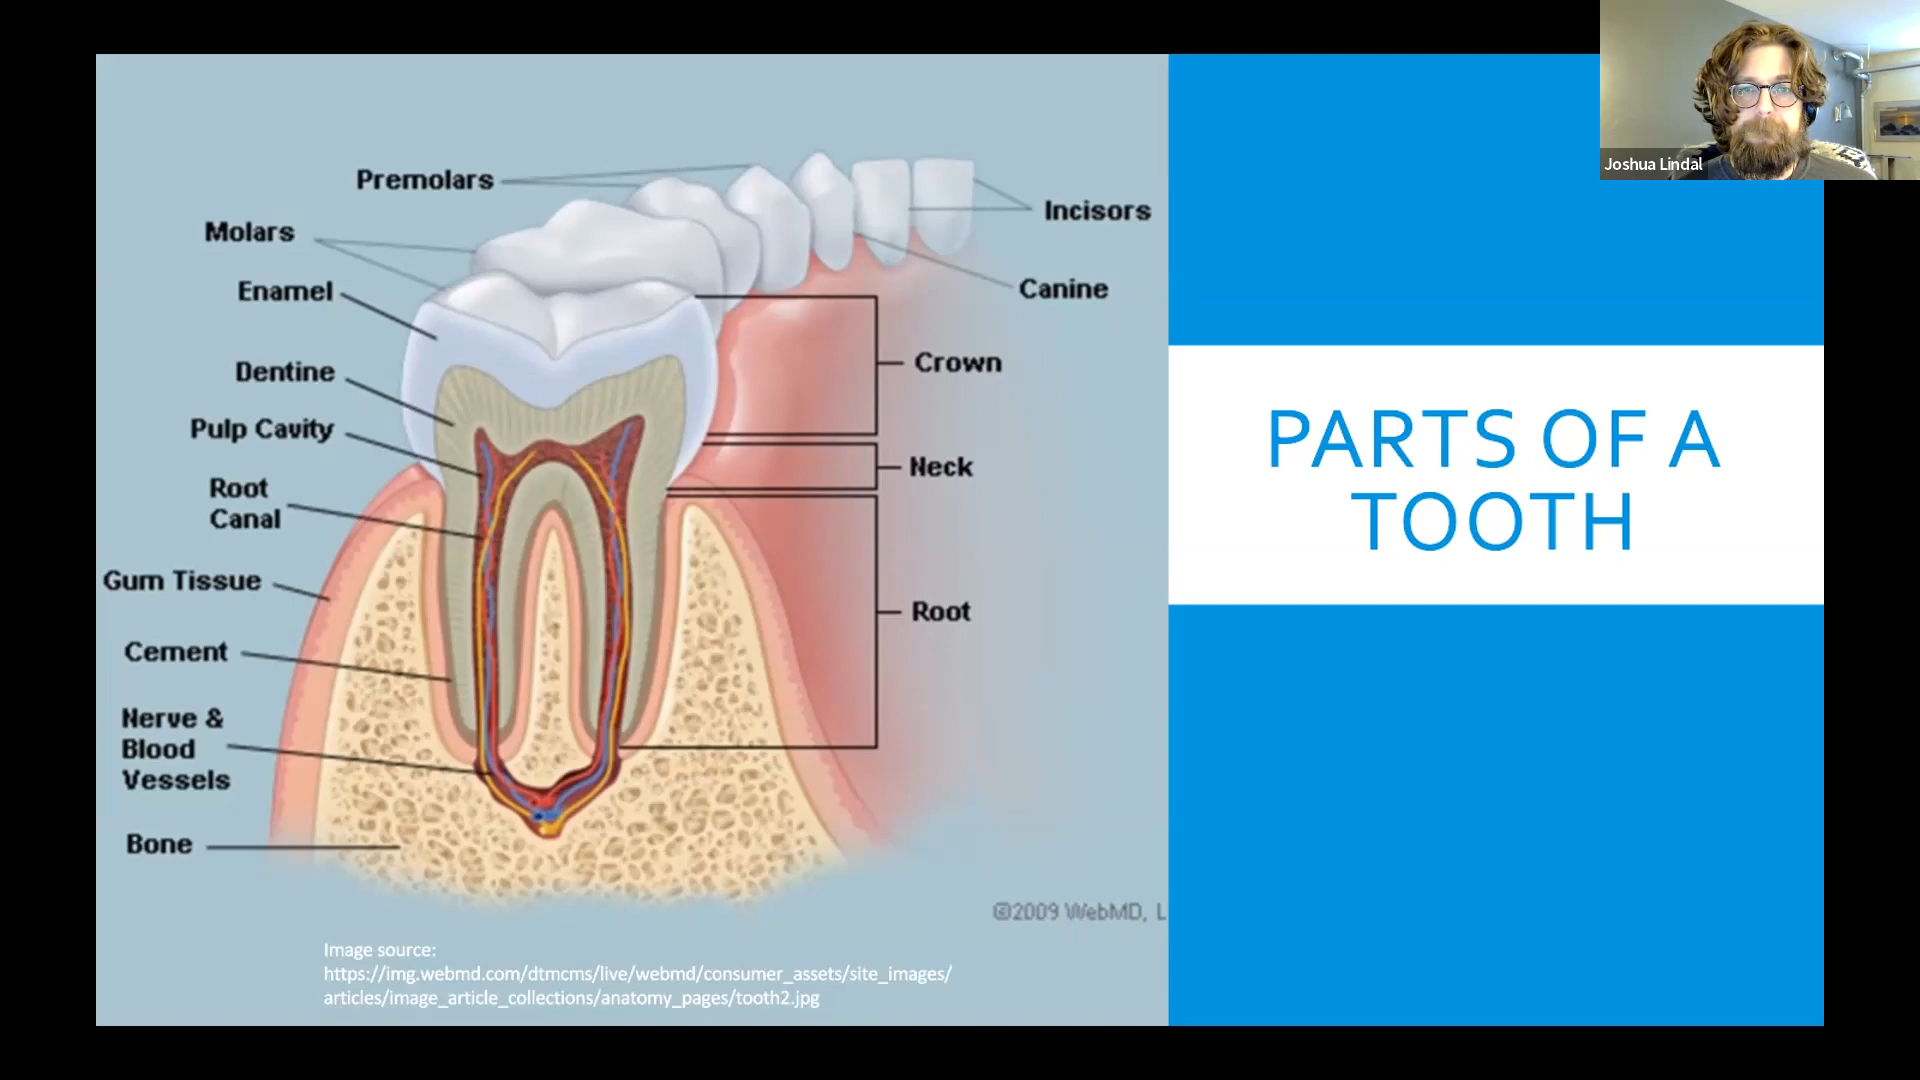 Joshua Lindal
Premolars
Molars
Enamel
Dentine
Pulp Cavity
Root
Canal
Gum Tissue
Cement
Nerve &
Blood
Vessels
Bone
Incisors
Canine
Crown
Neck
Root
©2009 WebMD, L
Image source:
https://img.webmd.com/dtmcms/live/webmd/consumer_assets/site_images/
articles/image_article_collections/anatomy_pages/tooth2.jpg
PARTS OF A
TOOTH